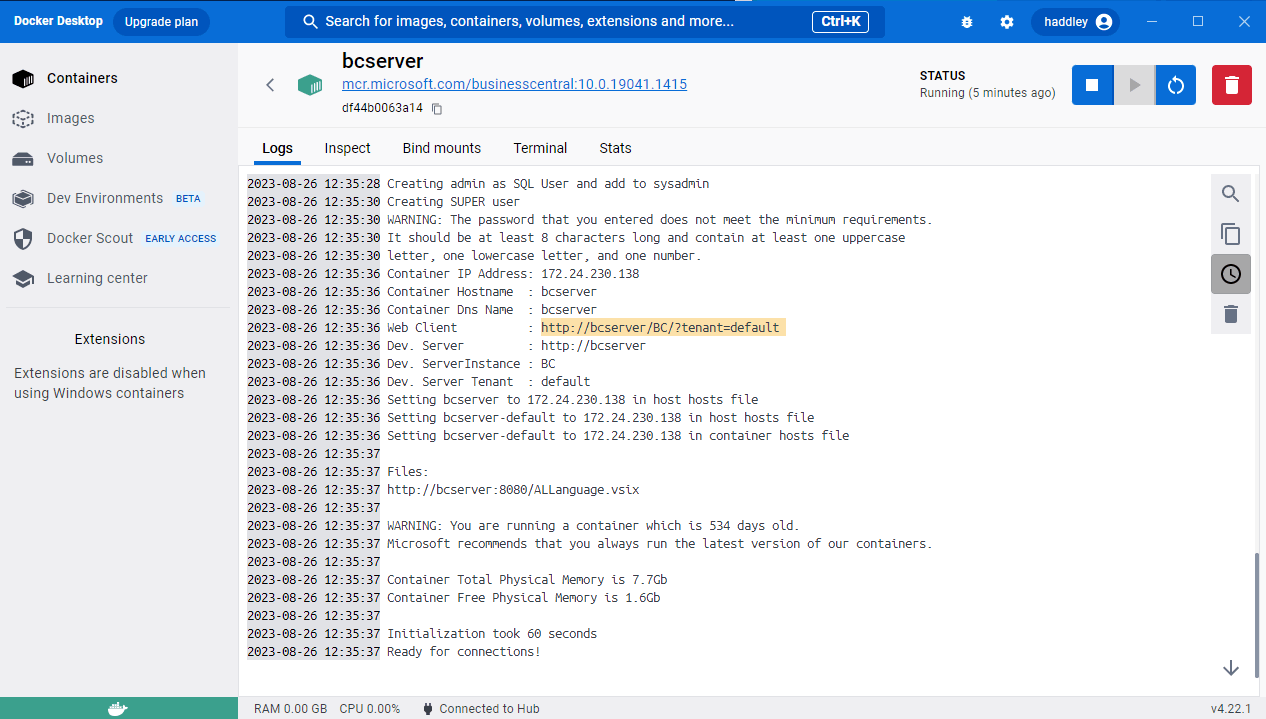 Docker Desktop Upgrade plan Search for images, containers, volumes, extensions and more... Ctrl+K haddley
Containers
Images
Volumes
Dev Environments BETA
Docker Scout EARLY ACCESS
Learning center
Extensions
Extensions are disabled when
using Windows containers
bcserver
mcr.microsoft.com/businesscentral:10.0.19041.1415
df44b0063a14
STATUS
Running (5 minutes ago)
Logs Inspect Bind mounts Terminal Stats
2023-08-26 12:35:28 Creating admin as SQL User and add to sysadmin
2023-08-26 12:35:30 Creating SUPER user
2023-08-26 12:35:30 WARNING: The password that you entered does not meet the minimum requirements.
2023-08-26 12:35:30 It should be at least 8 characters long and contain at least one uppercase
2023-08-26 12:35:30 letter, one lowercase letter, and one number.
2023-08-26 12:35:36 Container IP Address: 172.24.230.138
2023-08-26 12:35:36 Container Hostname  : bcserver
2023-08-26 12:35:36 Container Dns Name  : bcserver
2023-08-26 12:35:36 Web Client          : http://bcserver/BC/?tenant=default
2023-08-26 12:35:36 Dev. Server         : http://bcserver
2023-08-26 12:35:36 Dev. ServerInstance : BC
2023-08-26 12:35:36 Dev. Server Tenant  : default
2023-08-26 12:35:36 Setting bcserver to 172.24.230.138 in host hosts file
2023-08-26 12:35:36 Setting bcserver-default to 172.24.230.138 in host hosts file
2023-08-26 12:35:36 Setting bcserver-default to 172.24.230.138 in container hosts file
2023-08-26 12:35:37
2023-08-26 12:35:37 Files:
2023-08-26 12:35:37 http://bcserver:8080/ALLanguage.vsix
2023-08-26 12:35:37
2023-08-26 12:35:37 WARNING: You are running a container which is 534 days old.
2023-08-26 12:35:37 Microsoft recommends that you always run the latest version of our containers.
2023-08-26 12:35:37
2023-08-26 12:35:37 Container Total Physical Memory is 7.7Gb
2023-08-26 12:35:37 Container Free Physical Memory is 1.6Gb
2023-08-26 12:35:37
2023-08-26 12:35:37 Initialization took 60 seconds
2023-08-26 12:35:37 Ready for connections!
RAM 0.00 GB CPU 0.00% Connected to Hub v4.22.1